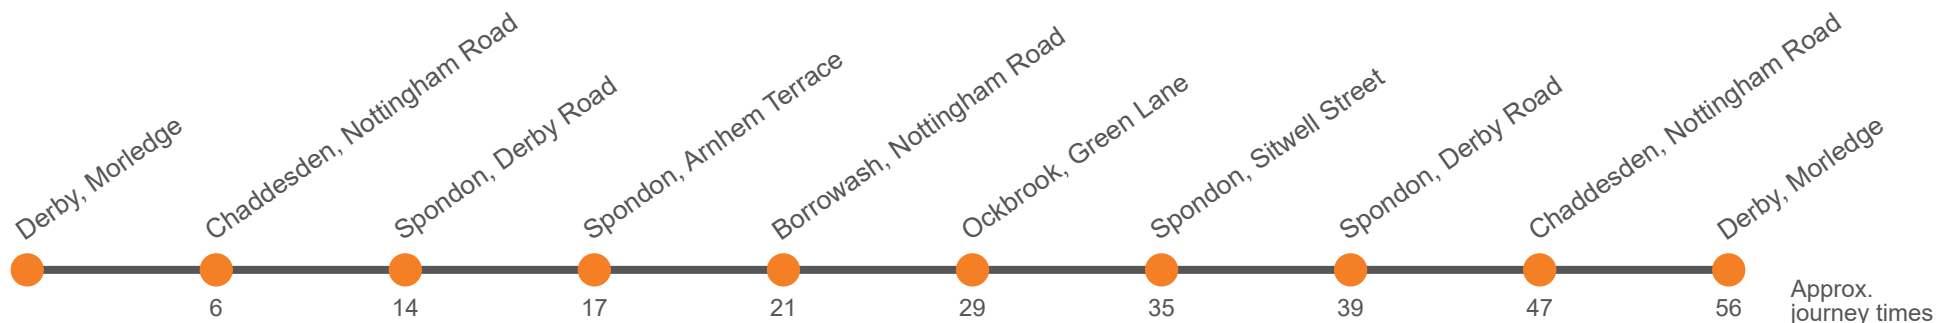 Derby, Morledge
Chaddesden, Nottingham Road
Spondon, Derby Road
Spondon, Arnhem Terrace
Borrowash, Nottingham Road
Ockbrook, Green Lane
Spondon, Sitwell Street
Spondon, Derby Road
Chaddesden, Nottingham Road
Derby, Morledge
6
14
17
21
29
35
39
47
56
Approx.
journey times